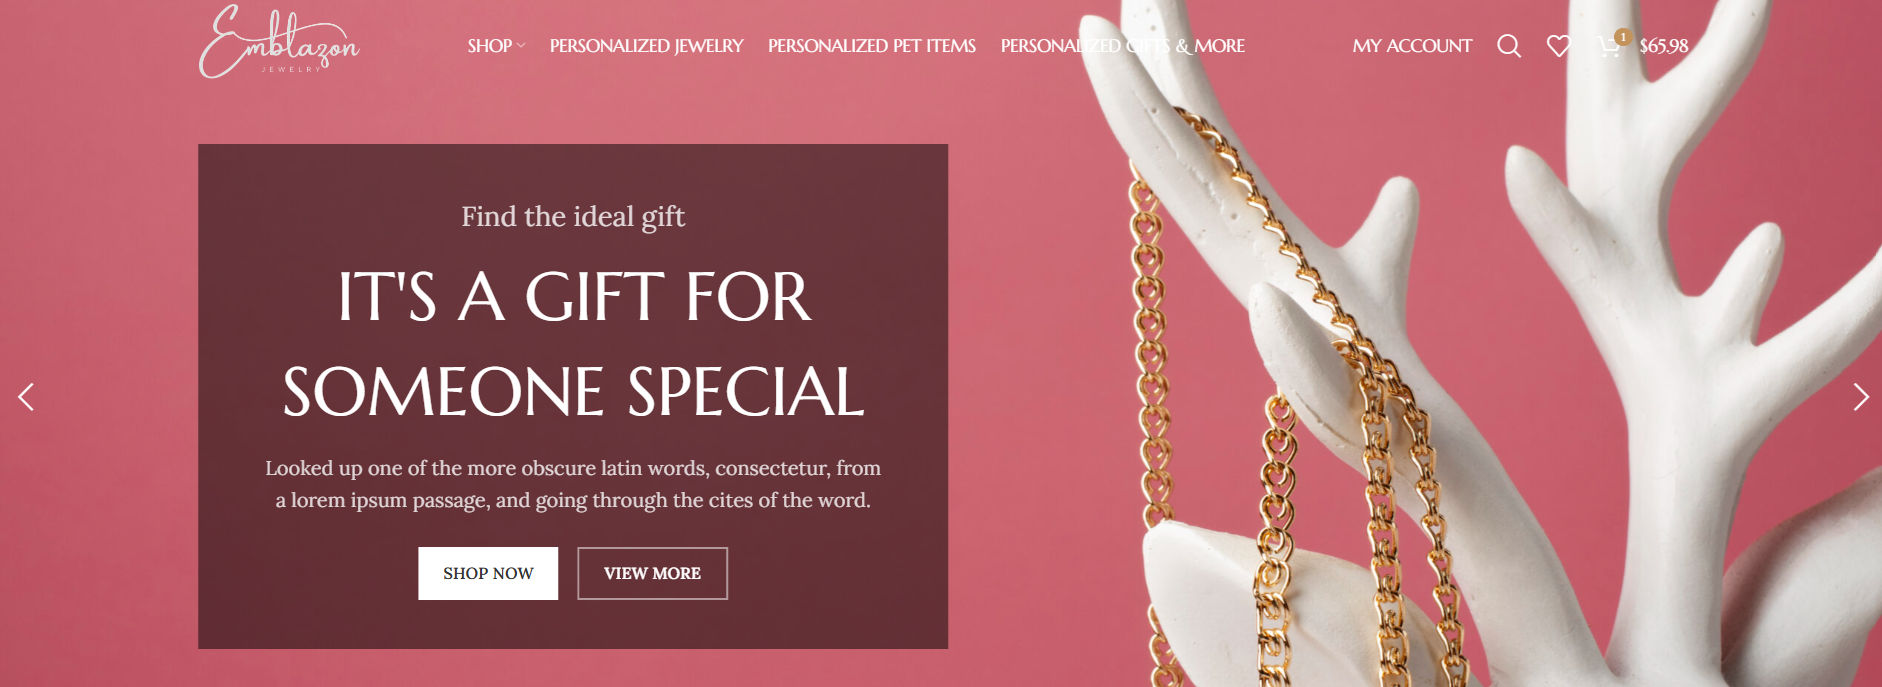 Emblazon
JEWELRY
SHOP
PERSONALIZED JEWELRY
PERSONALIZED PET ITEMS
PERSONALIZED GIFTS & MORE
MY ACCOUNT
1
$65.98
Find the ideal gift
IT'S A GIFT FOR
SOMEONE SPECIAL
Looked up one of the more obscure latin words, consectetur, from
a lorem ipsum passage, and going through the cites of the word.
SHOP NOW
VIEW MORE